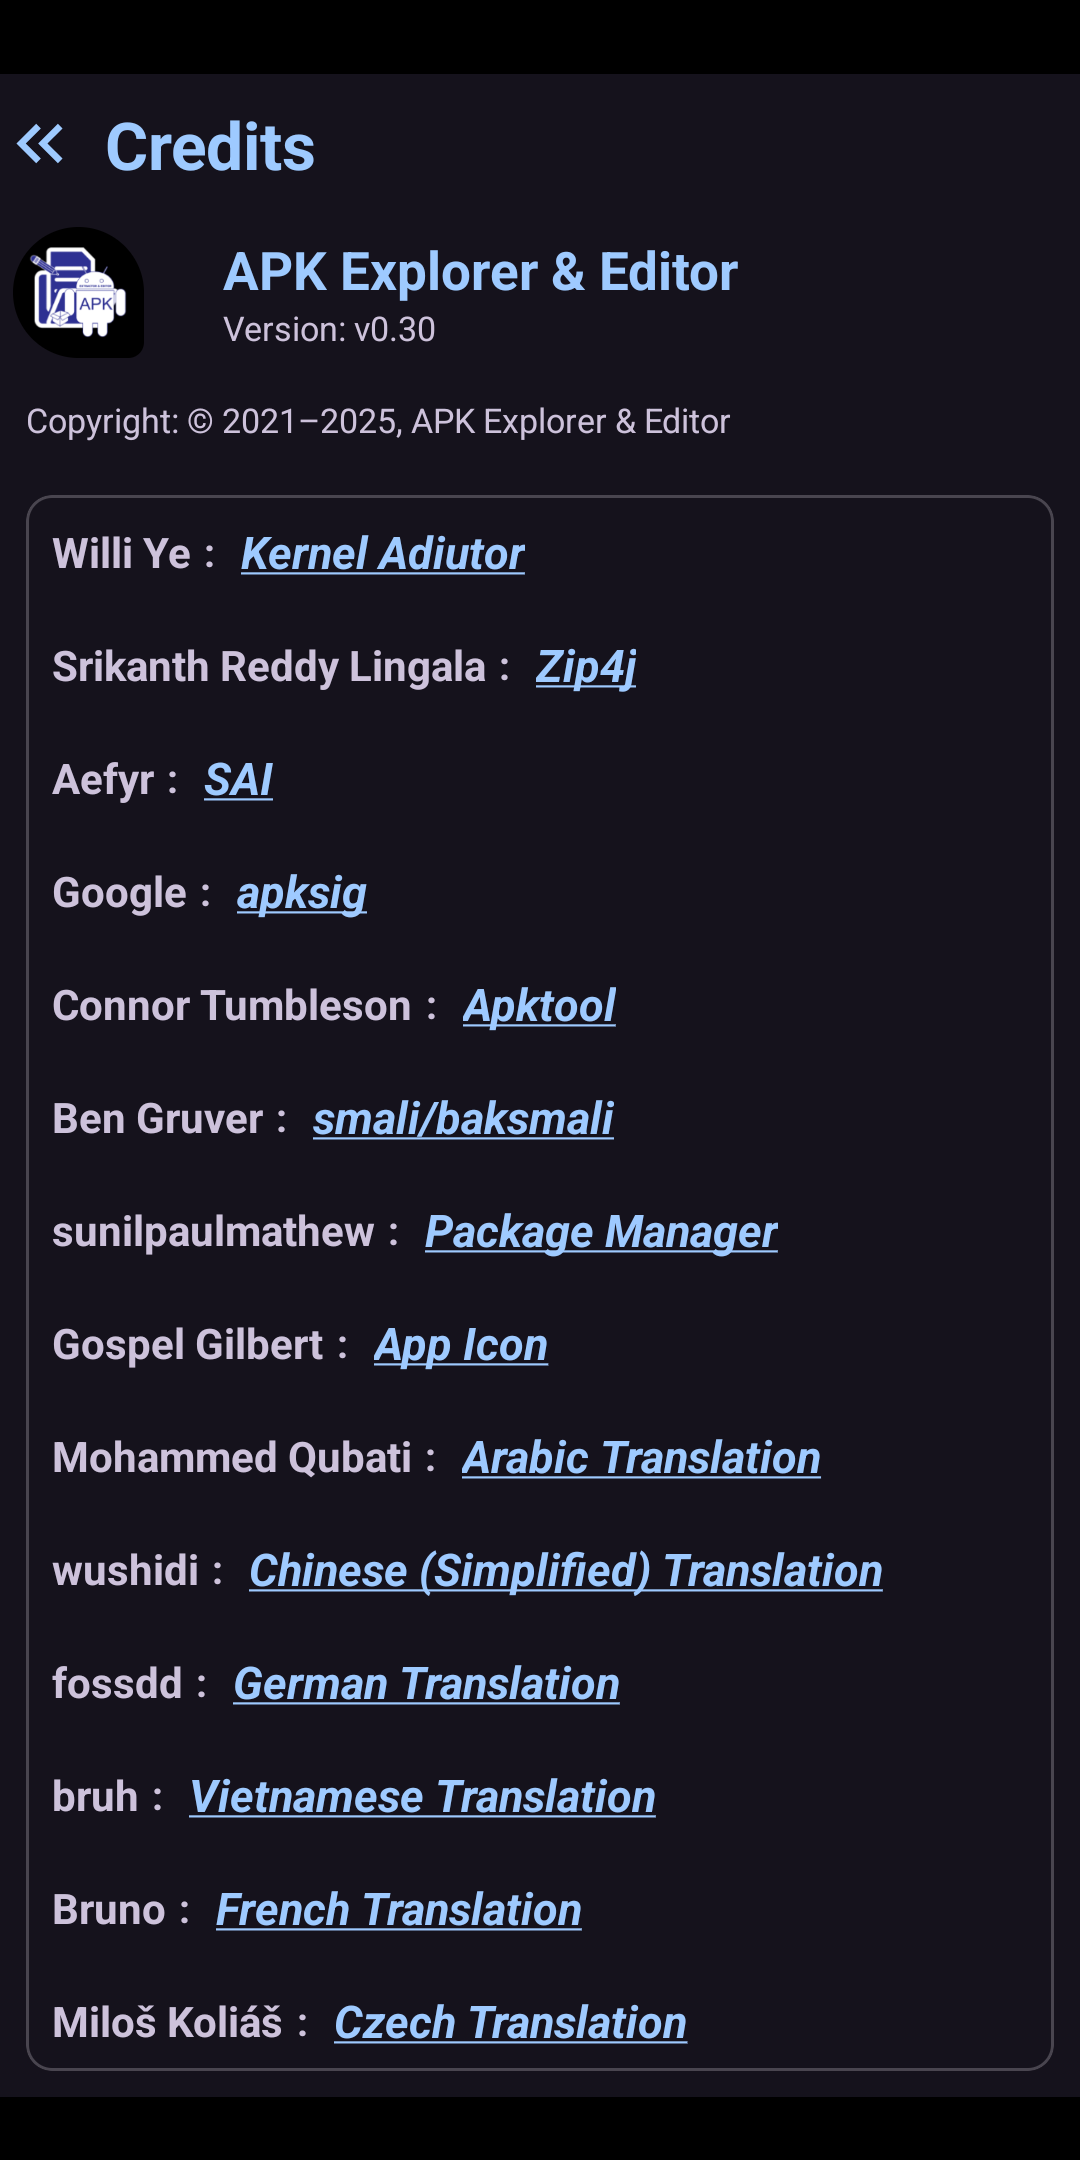 Credits
APK Explorer & Editor
Version: v0.30
APK
Copyright: © 2021–2025, APK Explorer & Editor
Willi Ye : Kernel Adiutor
Srikanth Reddy Lingala : Zip4j
Aefyr : SAI
Google : apksig
Connor Tumbleson : Apktool
Ben Gruver : smali/baksmali
sunilpaulmathew : Package Manager
Gospel Gilbert : App Icon
Mohammed Qubati : Arabic Translation
wushidi : Chinese (Simplified) Translation
fossdd : German Translation
bruh : Vietnamese Translation
Bruno : French Translation
Miloš Koliáš : Czech Translation